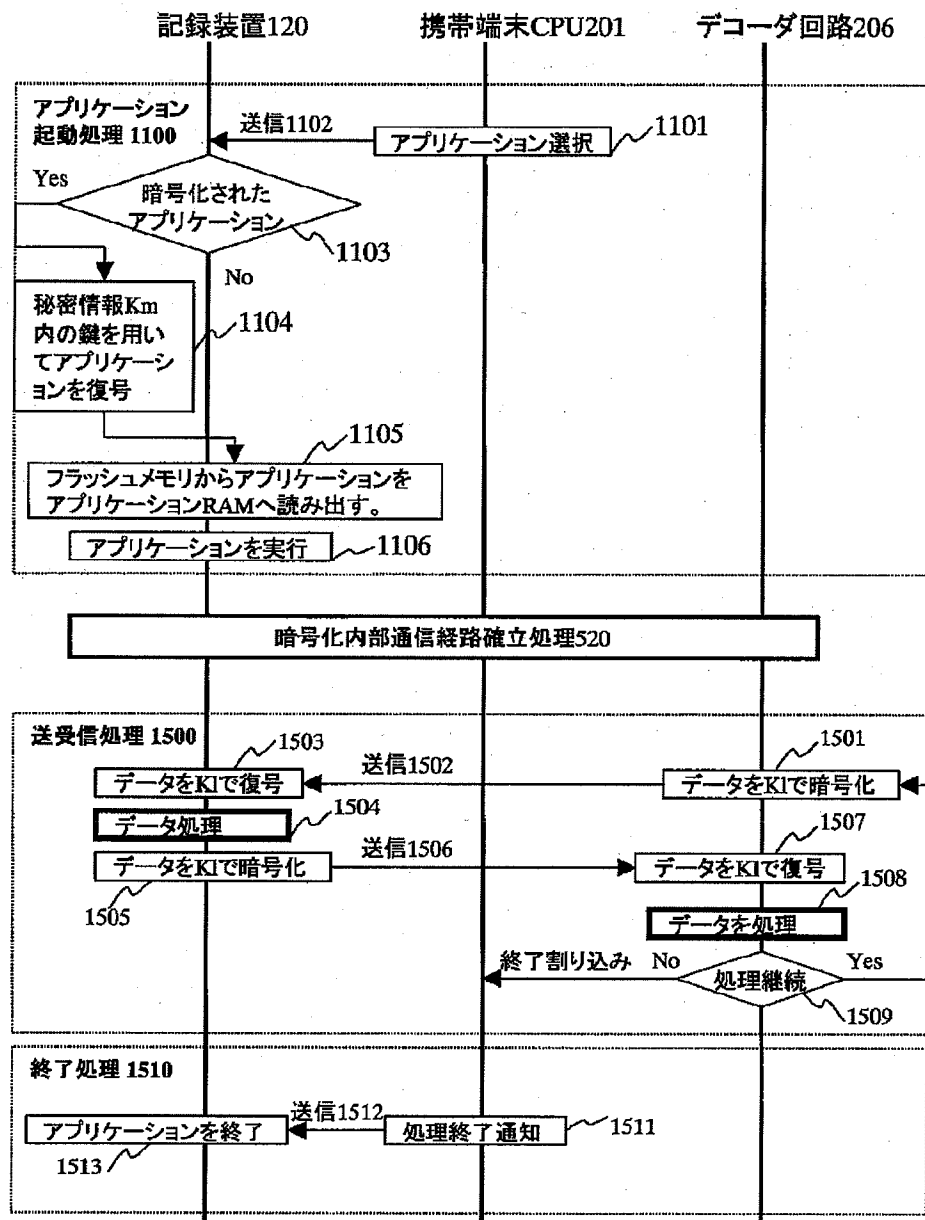 記録装置120
携帯端末CPU201
デコーダ回路206
アプリケーション
起動処理 1100
送信1102
アプリケーション選択
1101
Yes
暗号化された
アプリケーション
1103
No
秘密情報Km
内の鍵を用い
てアプリケーシ
ョンを復号
1104
1105
フラッシュメモリからアプリケーションを
アプリケーションRAMへ読み出す。
アプリケーションを実行
1106
暗号化内部通信経路確立処理520
送受信処理 1500
1503
送信1502
1501
データをKlで復号
データをKlで暗号化
1504
データ処理
1507
データをKlで暗号化
送信1506
データをKlで復号
1505
1508
データを処理
終了割り込み
No
処理継続
Yes
1509
終了処理 1510
送信1512
アプリケーションを終了
処理終了通知
1511
1513